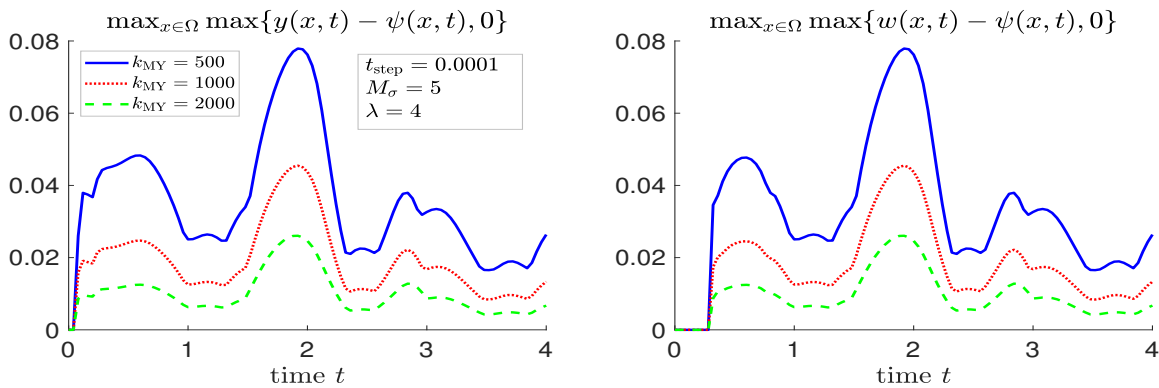 max_{x∈Ω} max{y(x, t) − ψ(x, t), 0}
0.08
0.06
0.04
0.02
0
k_MY = 500
k_MY = 1000
k_MY = 2000
t_step = 0.0001
M_σ = 5
λ = 4
0 1 2 3 4
time t
max_{x∈Ω} max{w(x, t) − ψ(x, t), 0}
0.08
0.06
0.04
0.02
0
0 1 2 3 4
time t